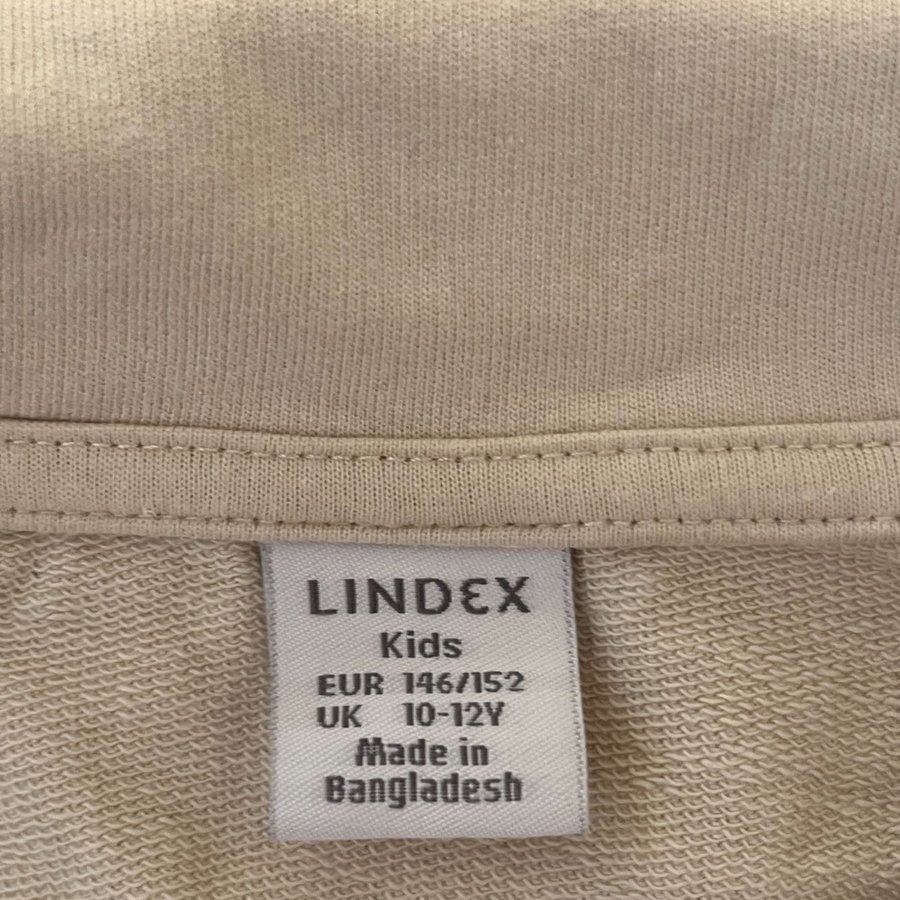 LINDEX
Kids
EUR 146/152
UK 10-12Y
Made in
Bangladesh